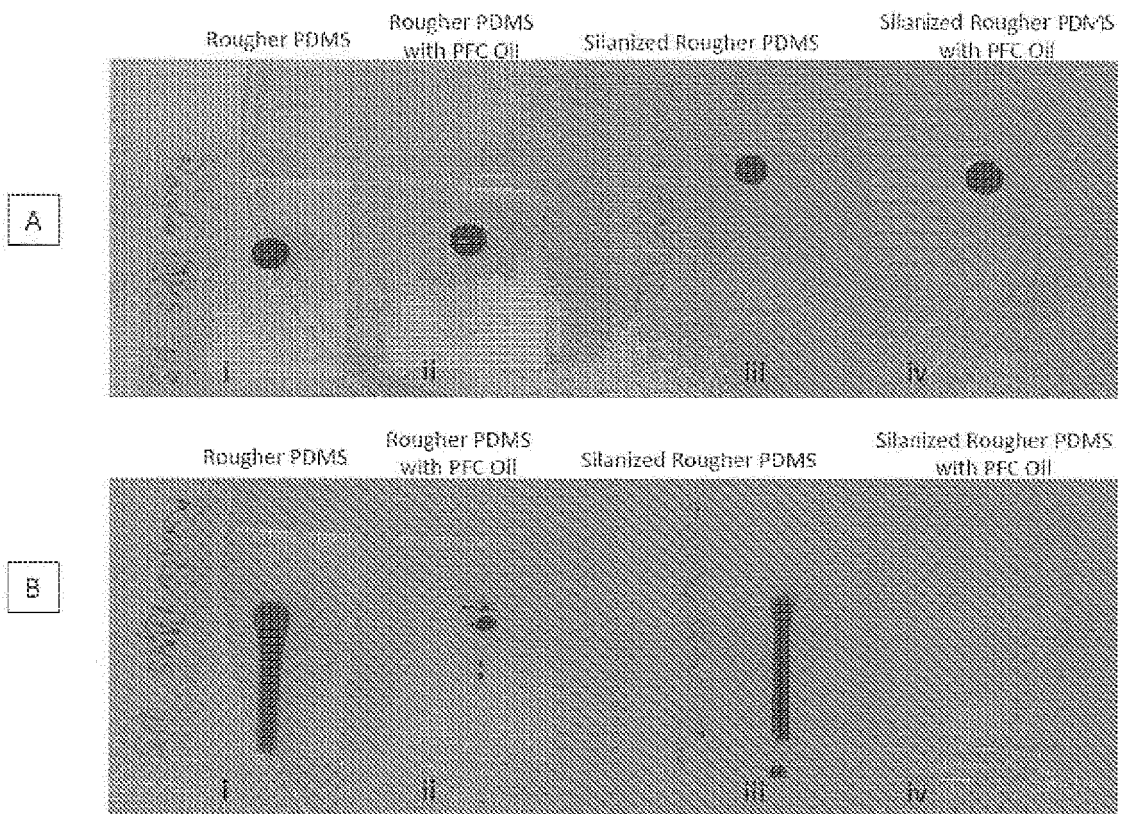 Rougher PDMS
Rougher PDMS
with PFC Oil
Silanized Rougher PDMS
Silanized Rougher PDMS
with PFC Oil
A
i
ii
iii
iv
Rougher PDMS
Rougher PDMS
with PFC Oil
Silanized Rougher PDMS
Silanized Rougher PDMS
with PFC Oil
B
i
ii
iii
iv